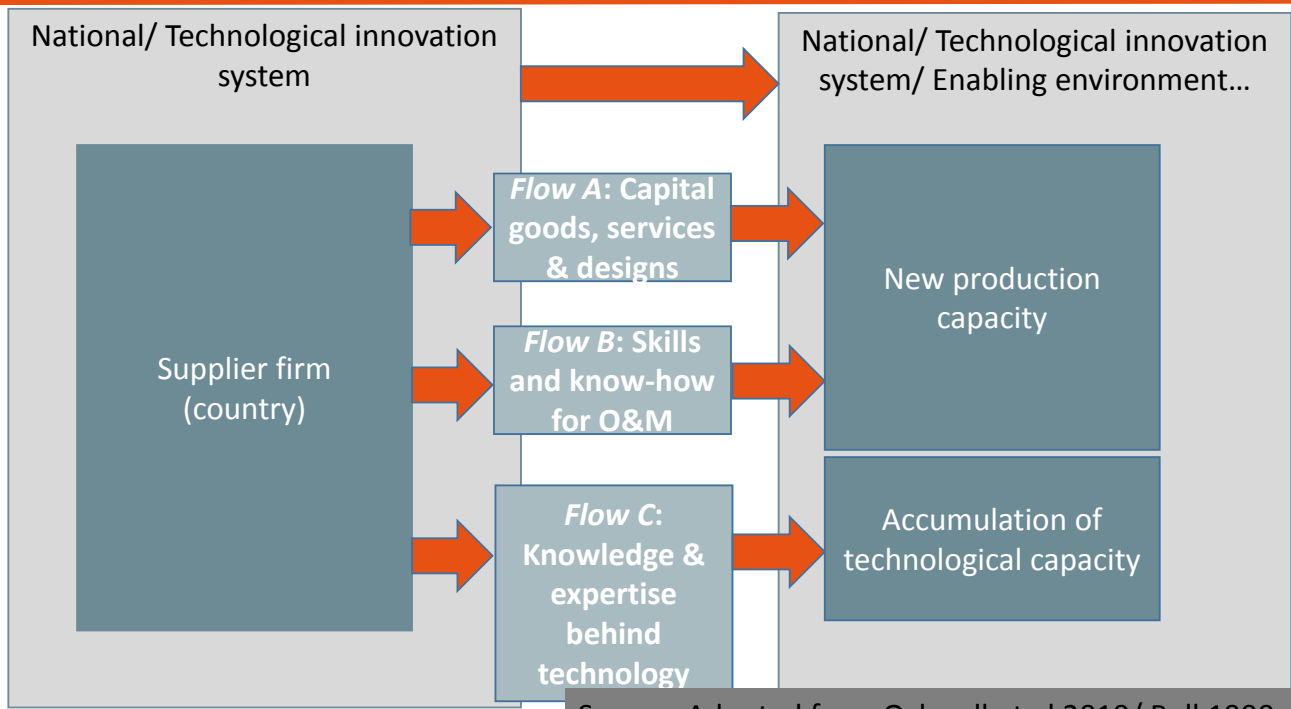 National/ Technological innovation
system
National/ Technological innovation
system/ Enabling environment…
Flow A: Capital
goods, services
& designs
New production
capacity
Flow B: Skills
and know-how
for O&M
Supplier firm
(country)
Flow C:
Knowledge &
expertise
behind
technology
Accumulation of
technological capacity